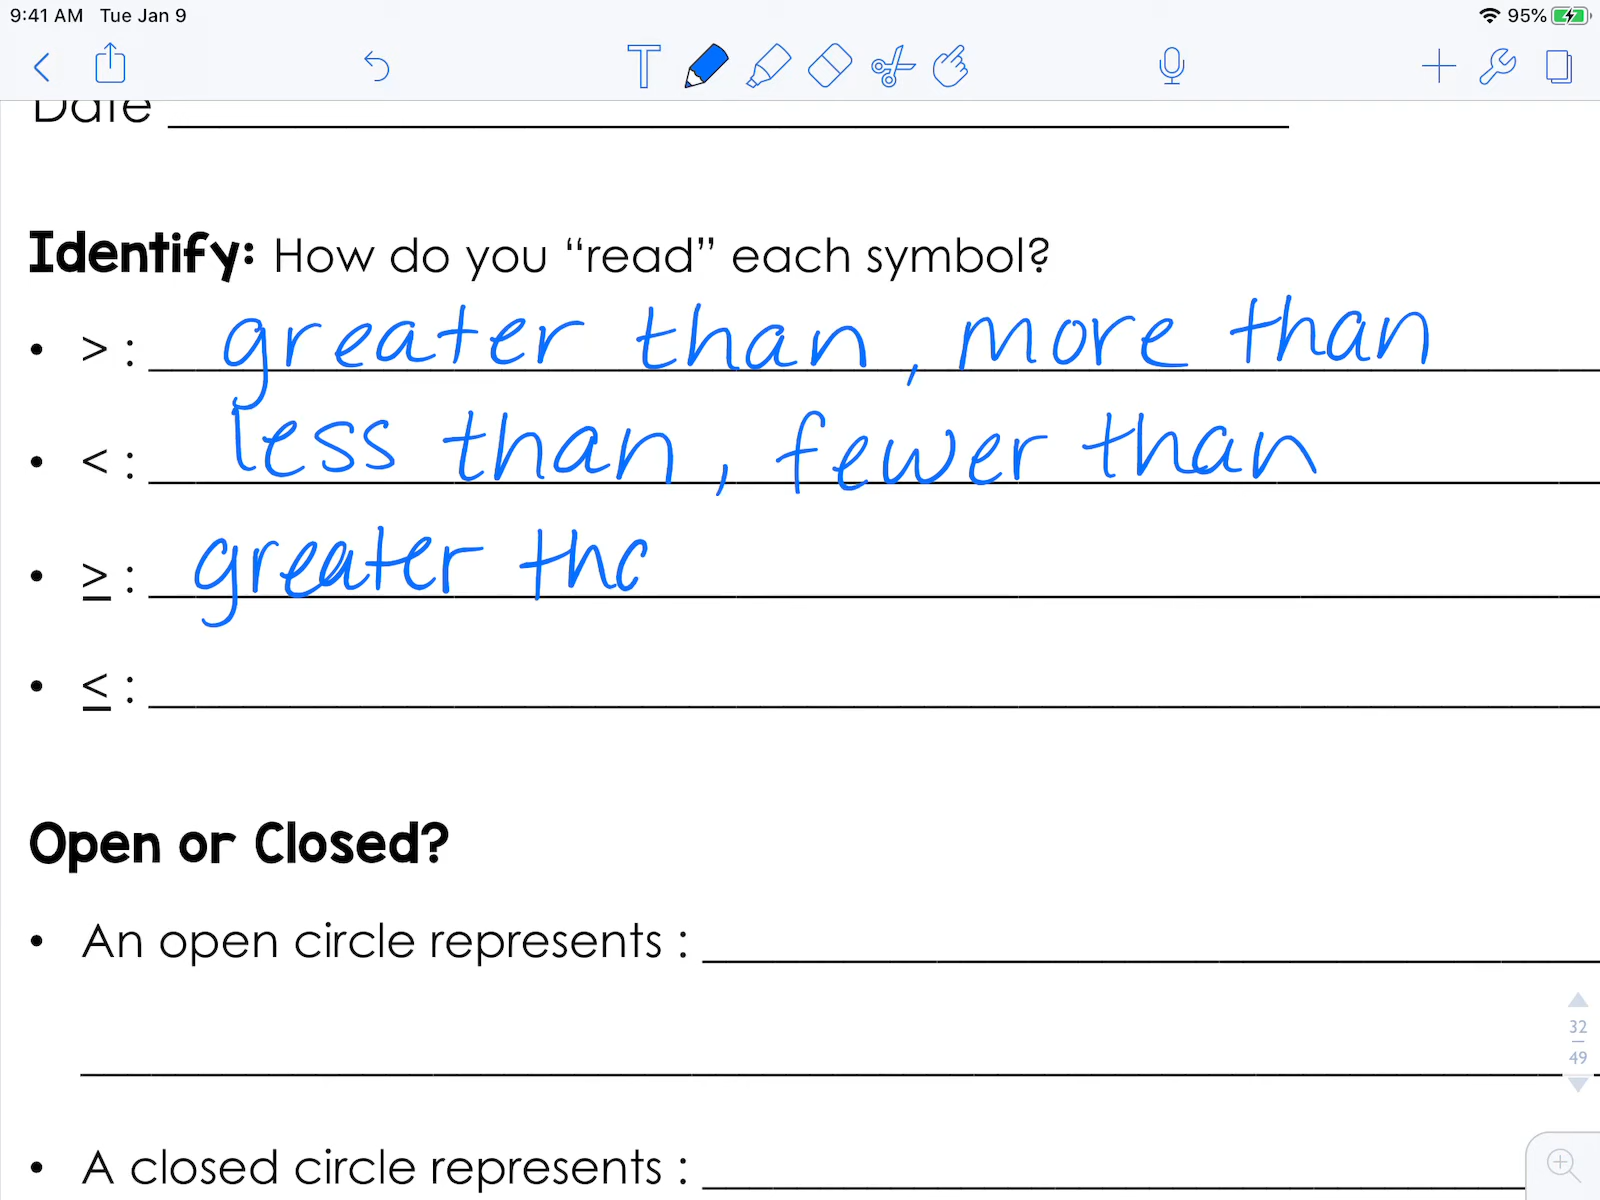 9:41 AM Tue Jan 9 95%
T
Date
Identify: How do you “read” each symbol?
• > : greater than, more than
• < : less than, fewer than
• ≥ : greater tha
• ≤ :
Open or Closed?
• An open circle represents :
32
49
• A closed circle represents :